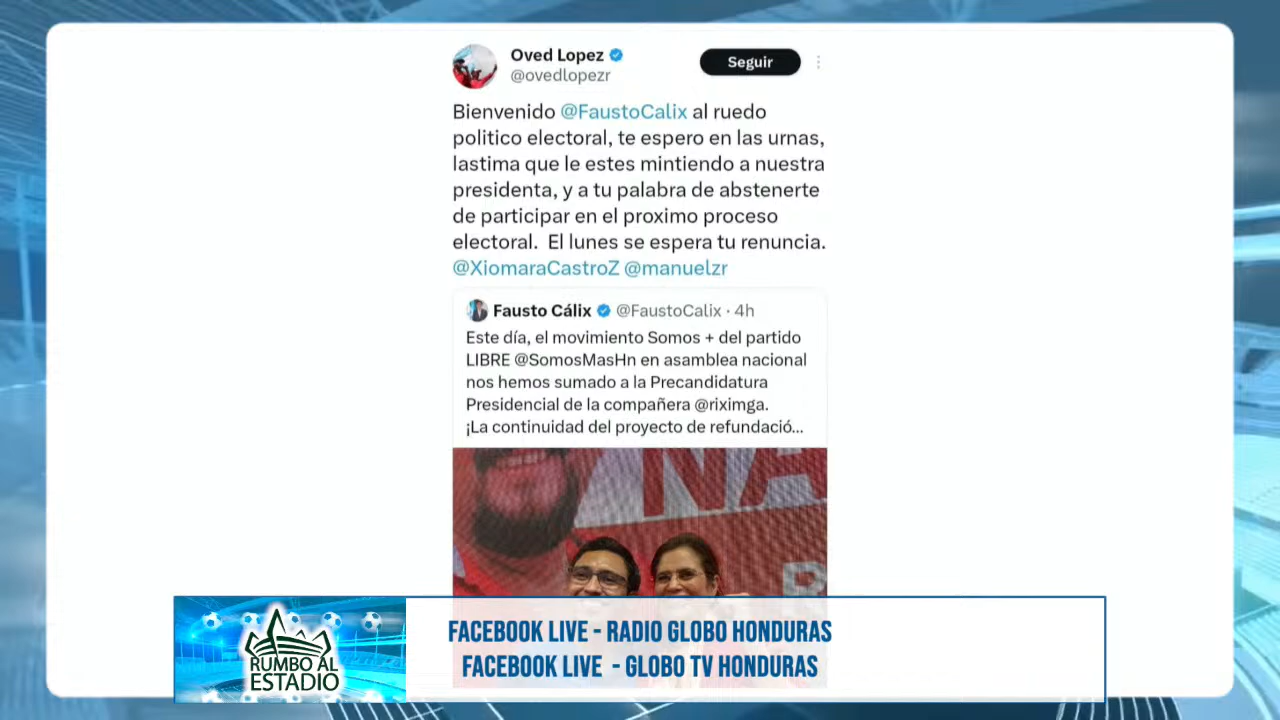 Oved Lopez
@ovedlopezr
Seguir
Bienvenido @FaustoCalix al ruedo
politico electoral, te espero en las urnas,
lastima que le estes mintiendo a nuestra
presidenta, y a tu palabra de abstenerte
de participar en el proximo proceso
electoral.  El lunes se espera tu renuncia.
@XiomaraCastroZ @manuelzr
Fausto Cálix @FaustoCalix · 4h
Este día, el movimiento Somos + del partido
LIBRE @SomosMasHn en asamblea nacional
nos hemos sumado a la Precandidatura
Presidencial de la compañera @riximga.
¡La continuidad del proyecto de refundació...
NA
R
RUMBO AL
ESTADIO
FACEBOOK LIVE - RADIO GLOBO HONDURAS
FACEBOOK LIVE - GLOBO TV HONDURAS